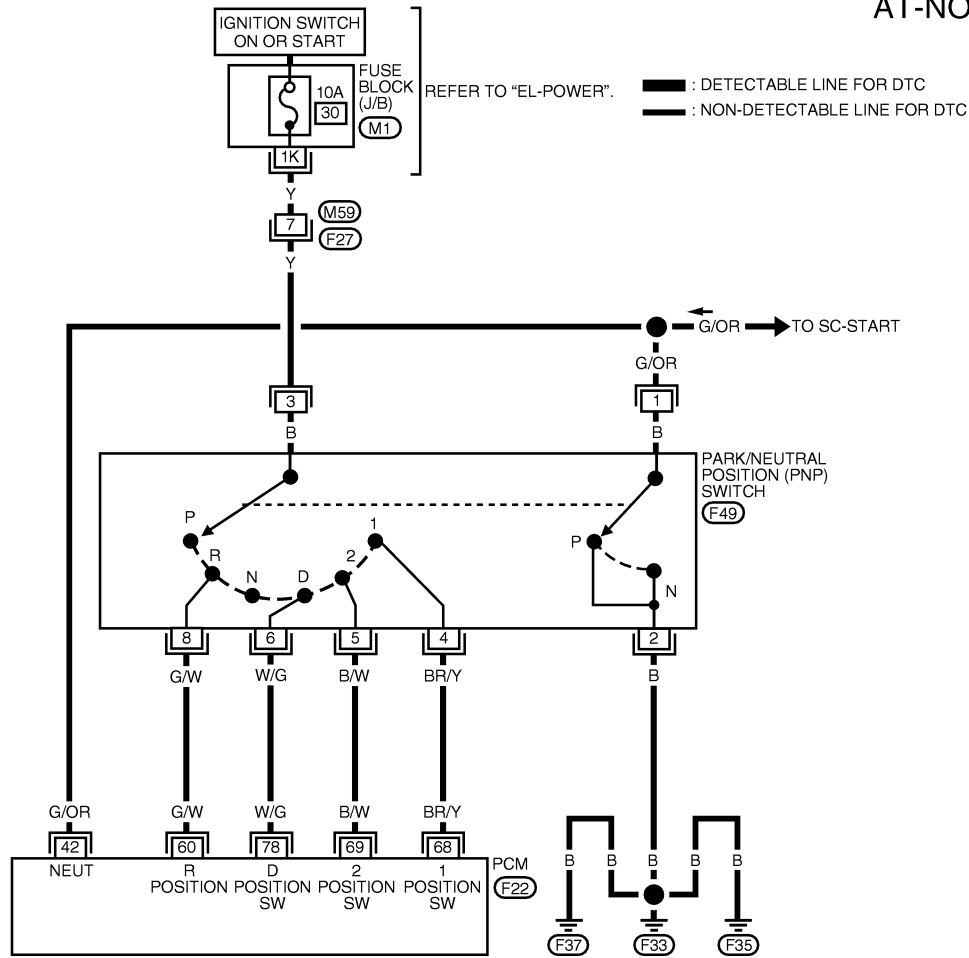 AT-NO
IGNITION SWITCH
ON OR START
FUSE
BLOCK
(J/B)
10A
30
M1
REFER TO “EL-POWER”.
: DETECTABLE LINE FOR DTC
: NON-DETECTABLE LINE FOR DTC
1K
Y
7
M59
F27
Y
G/OR
TO SC-START
G/OR
3
1
B
B
PARK/NEUTRAL
POSITION (PNP)
SWITCH
F49
P
R
N
D
2
1
P
N
8
6
5
4
2
G/W
W/G
B/W
BR/Y
B
G/OR
G/W
W/G
B/W
BR/Y
42
60
78
69
68
NEUT
R
POSITION
D
POSITION
SW
2
POSITION
SW
1
POSITION
SW
PCM
F22
B
B
B
B
B
F37
F33
F35